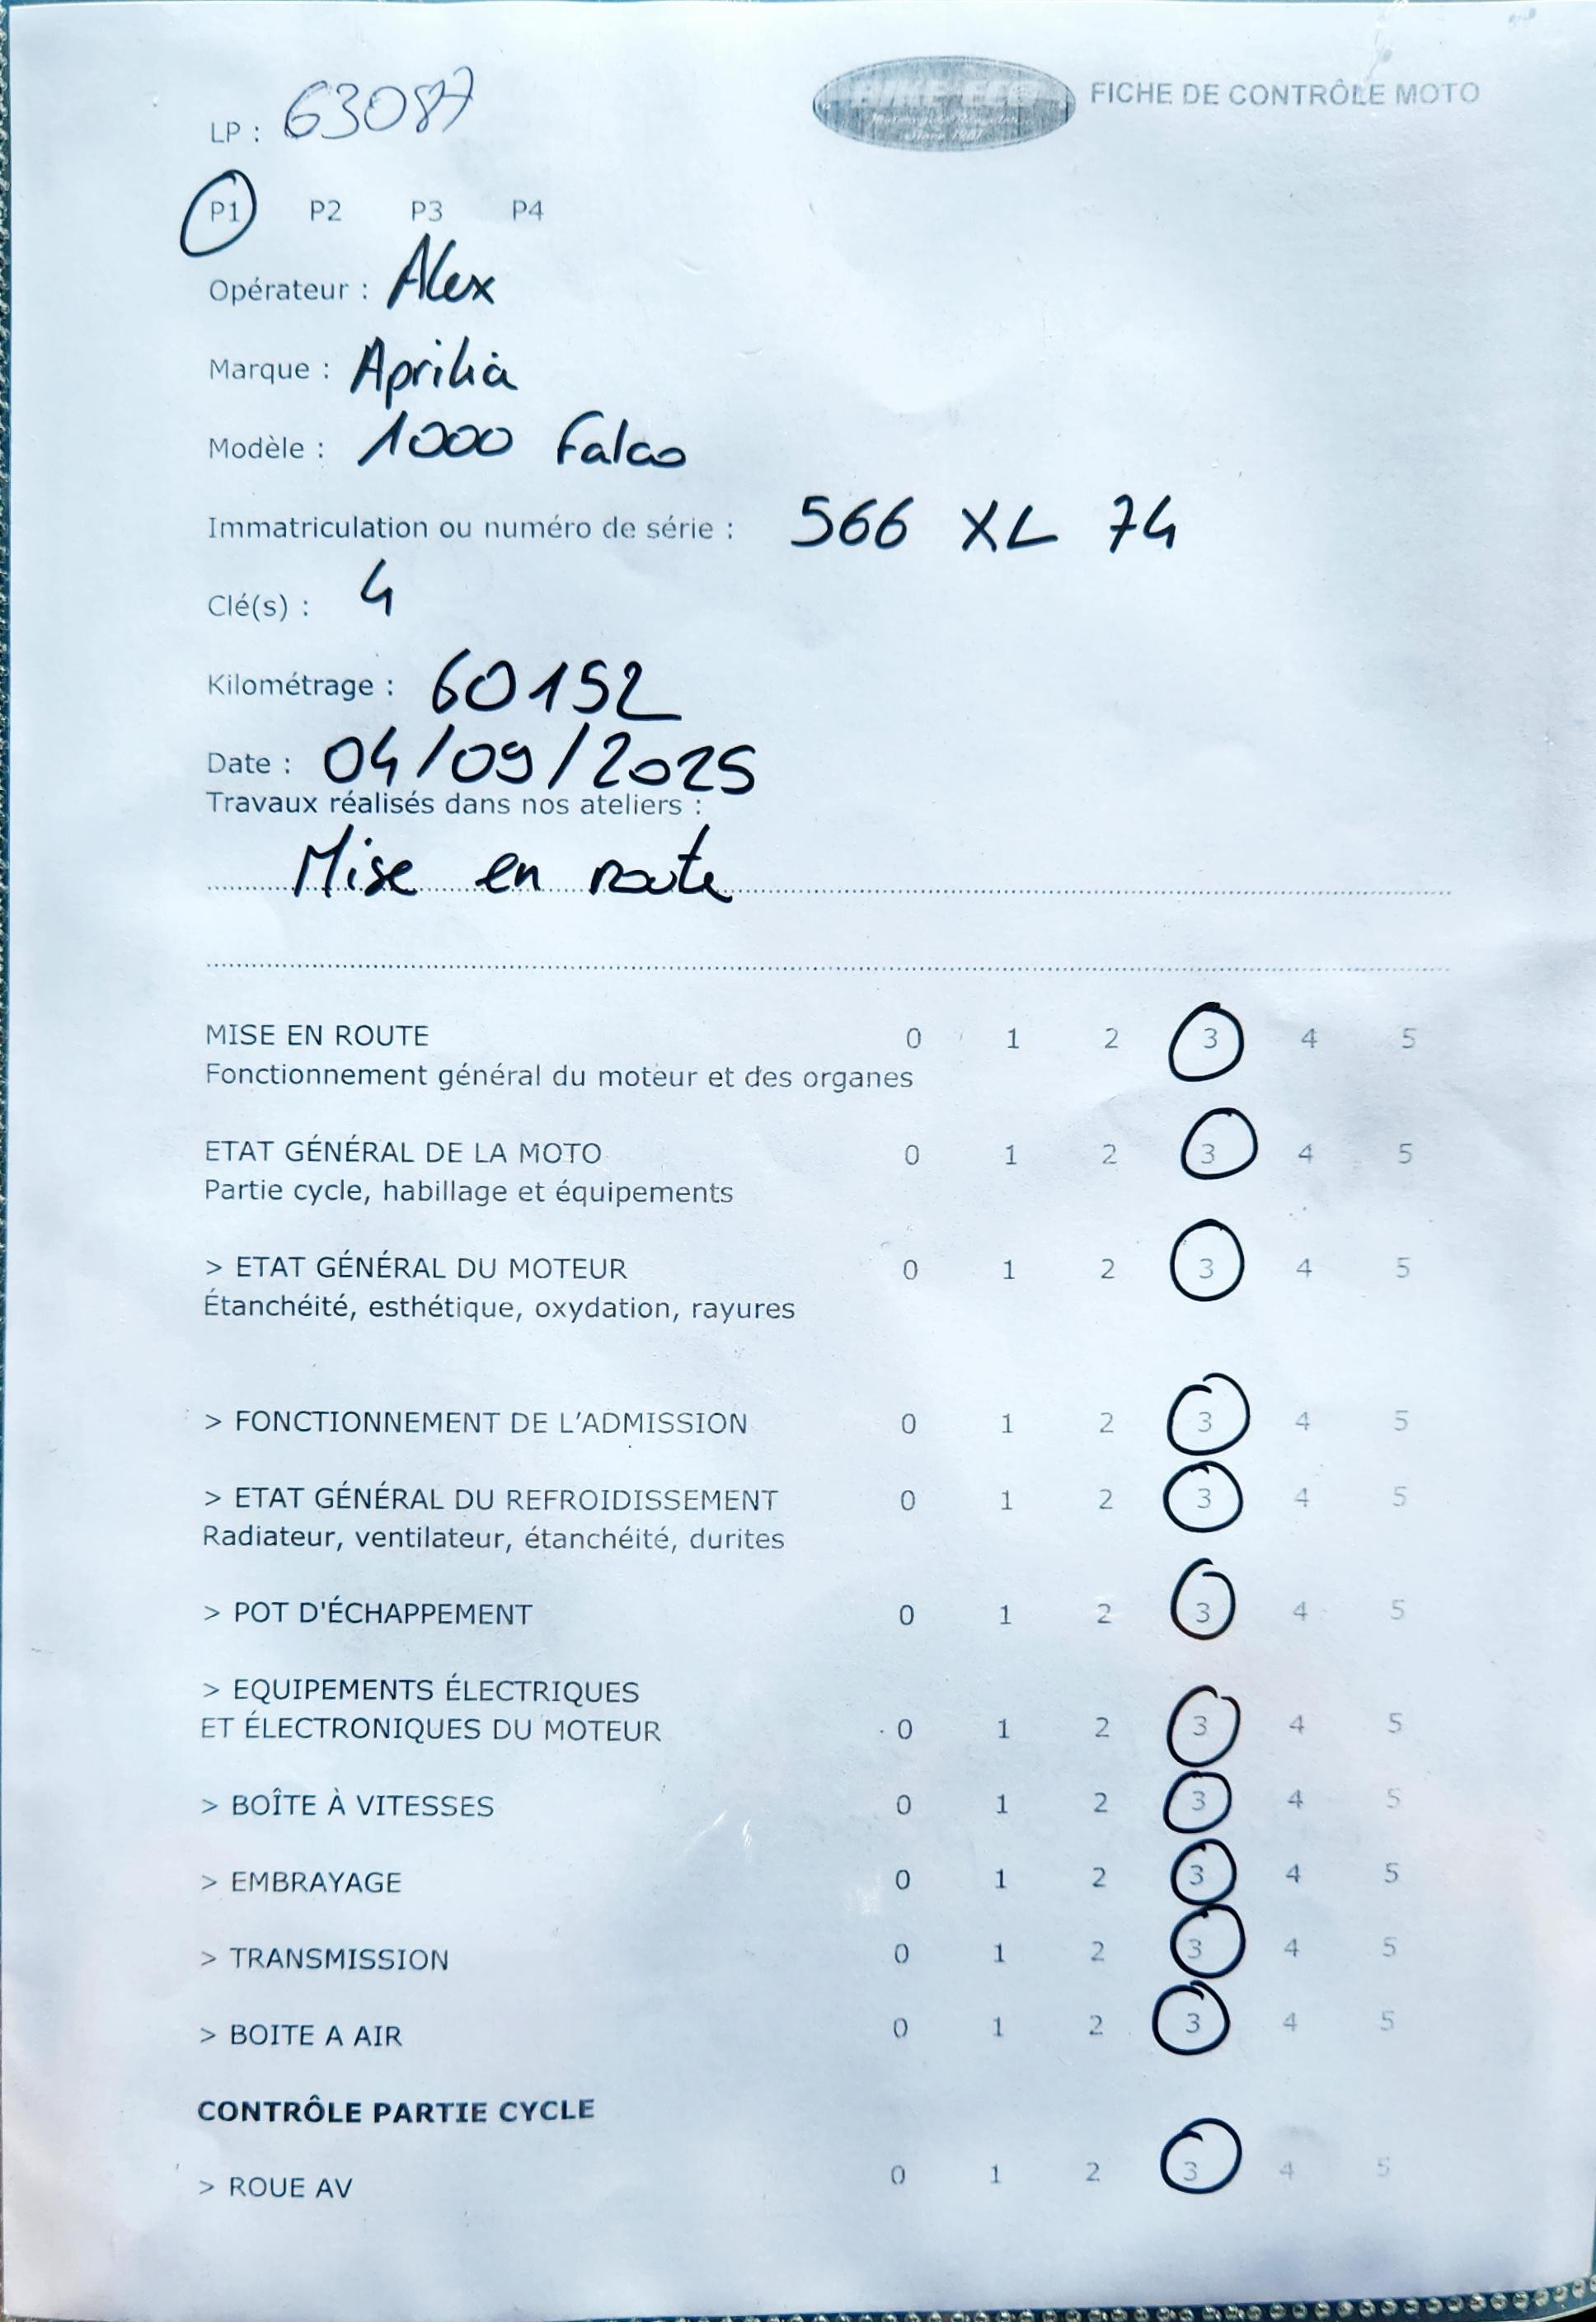 LP : 63087
BIKE-ECO
Since 1987
FICHE DE CONTRÔLE MOTO
P1 P2 P3 P4
Opérateur : Alex
Marque : Aprilia
Modèle : 1000 Falco
Immatriculation ou numéro de série : 566 XL 74
Clé(s) : 4
Kilométrage : 60152
Date : 04/09/2025
Travaux réalisés dans nos ateliers :
Mise en route
MISE EN ROUTE 0 1 2 3 4 5
Fonctionnement général du moteur et des organes
ETAT GÉNÉRAL DE LA MOTO 0 1 2 3 4 5
Partie cycle, habillage et équipements
> ETAT GÉNÉRAL DU MOTEUR 0 1 2 3 4 5
Étanchéité, esthétique, oxydation, rayures
> FONCTIONNEMENT DE L'ADMISSION 0 1 2 3 4 5
> ETAT GÉNÉRAL DU REFROIDISSEMENT 0 1 2 3 4 5
Radiateur, ventilateur, étanchéité, durites
> POT D'ÉCHAPPEMENT 0 1 2 3 4 5
> EQUIPEMENTS ÉLECTRIQUES
ET ÉLECTRONIQUES DU MOTEUR 0 1 2 3 4 5
> BOÎTE À VITESSES 0 1 2 3 4 5
> EMBRAYAGE 0 1 2 3 4 5
> TRANSMISSION 0 1 2 3 4 5
> BOITE A AIR 0 1 2 3 4 5
CONTRÔLE PARTIE CYCLE
> ROUE AV 0 1 2 3 4 5